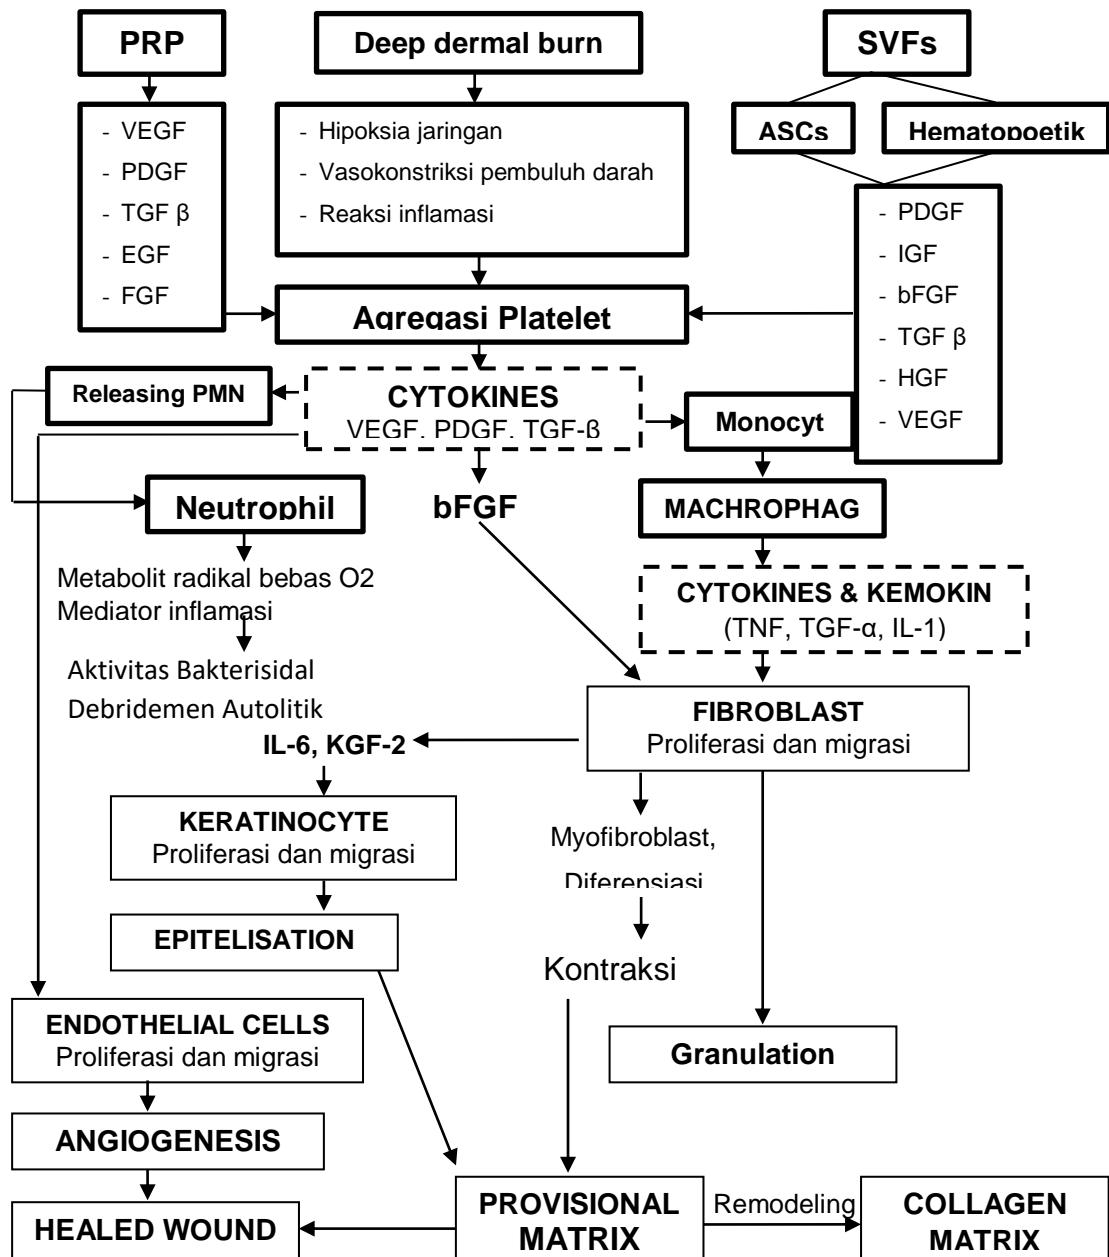 PRP
Deep dermal burn
SVFs
- VEGF
- PDGF
- TGF β
- EGF
- FGF
- Hipoksia jaringan
- Vasokonstriksi pembuluh darah
- Reaksi inflamasi
ASCs
Hematopoetik
- PDGF
- IGF
- bFGF
- TGF β
- HGF
- VEGF
Agregasi Platelet
Releasing PMN
CYTOKINES
VEGF, PDGF, TGF-β
Monocyt
Neutrophil
bFGF
MACHROPHAG
Metabolit radikal bebas O2
Mediator inflamasi
CYTOKINES & KEMOKIN
(TNF, TGF-α, IL-1)
Aktivitas Bakterisidal
Debridemen Autolitik
FIBROBLAST
Proliferasi dan migrasi
IL-6, KGF-2
KERATINOCYTE
Proliferasi dan migrasi
Myofibroblast,
Diferensiasi
EPITELISATION
Kontraksi
ENDOTHELIAL CELLS
Proliferasi dan migrasi
Granulation
ANGIOGENESIS
HEALED WOUND
PROVISIONAL
MATRIX
Remodeling
COLLAGEN
MATRIX